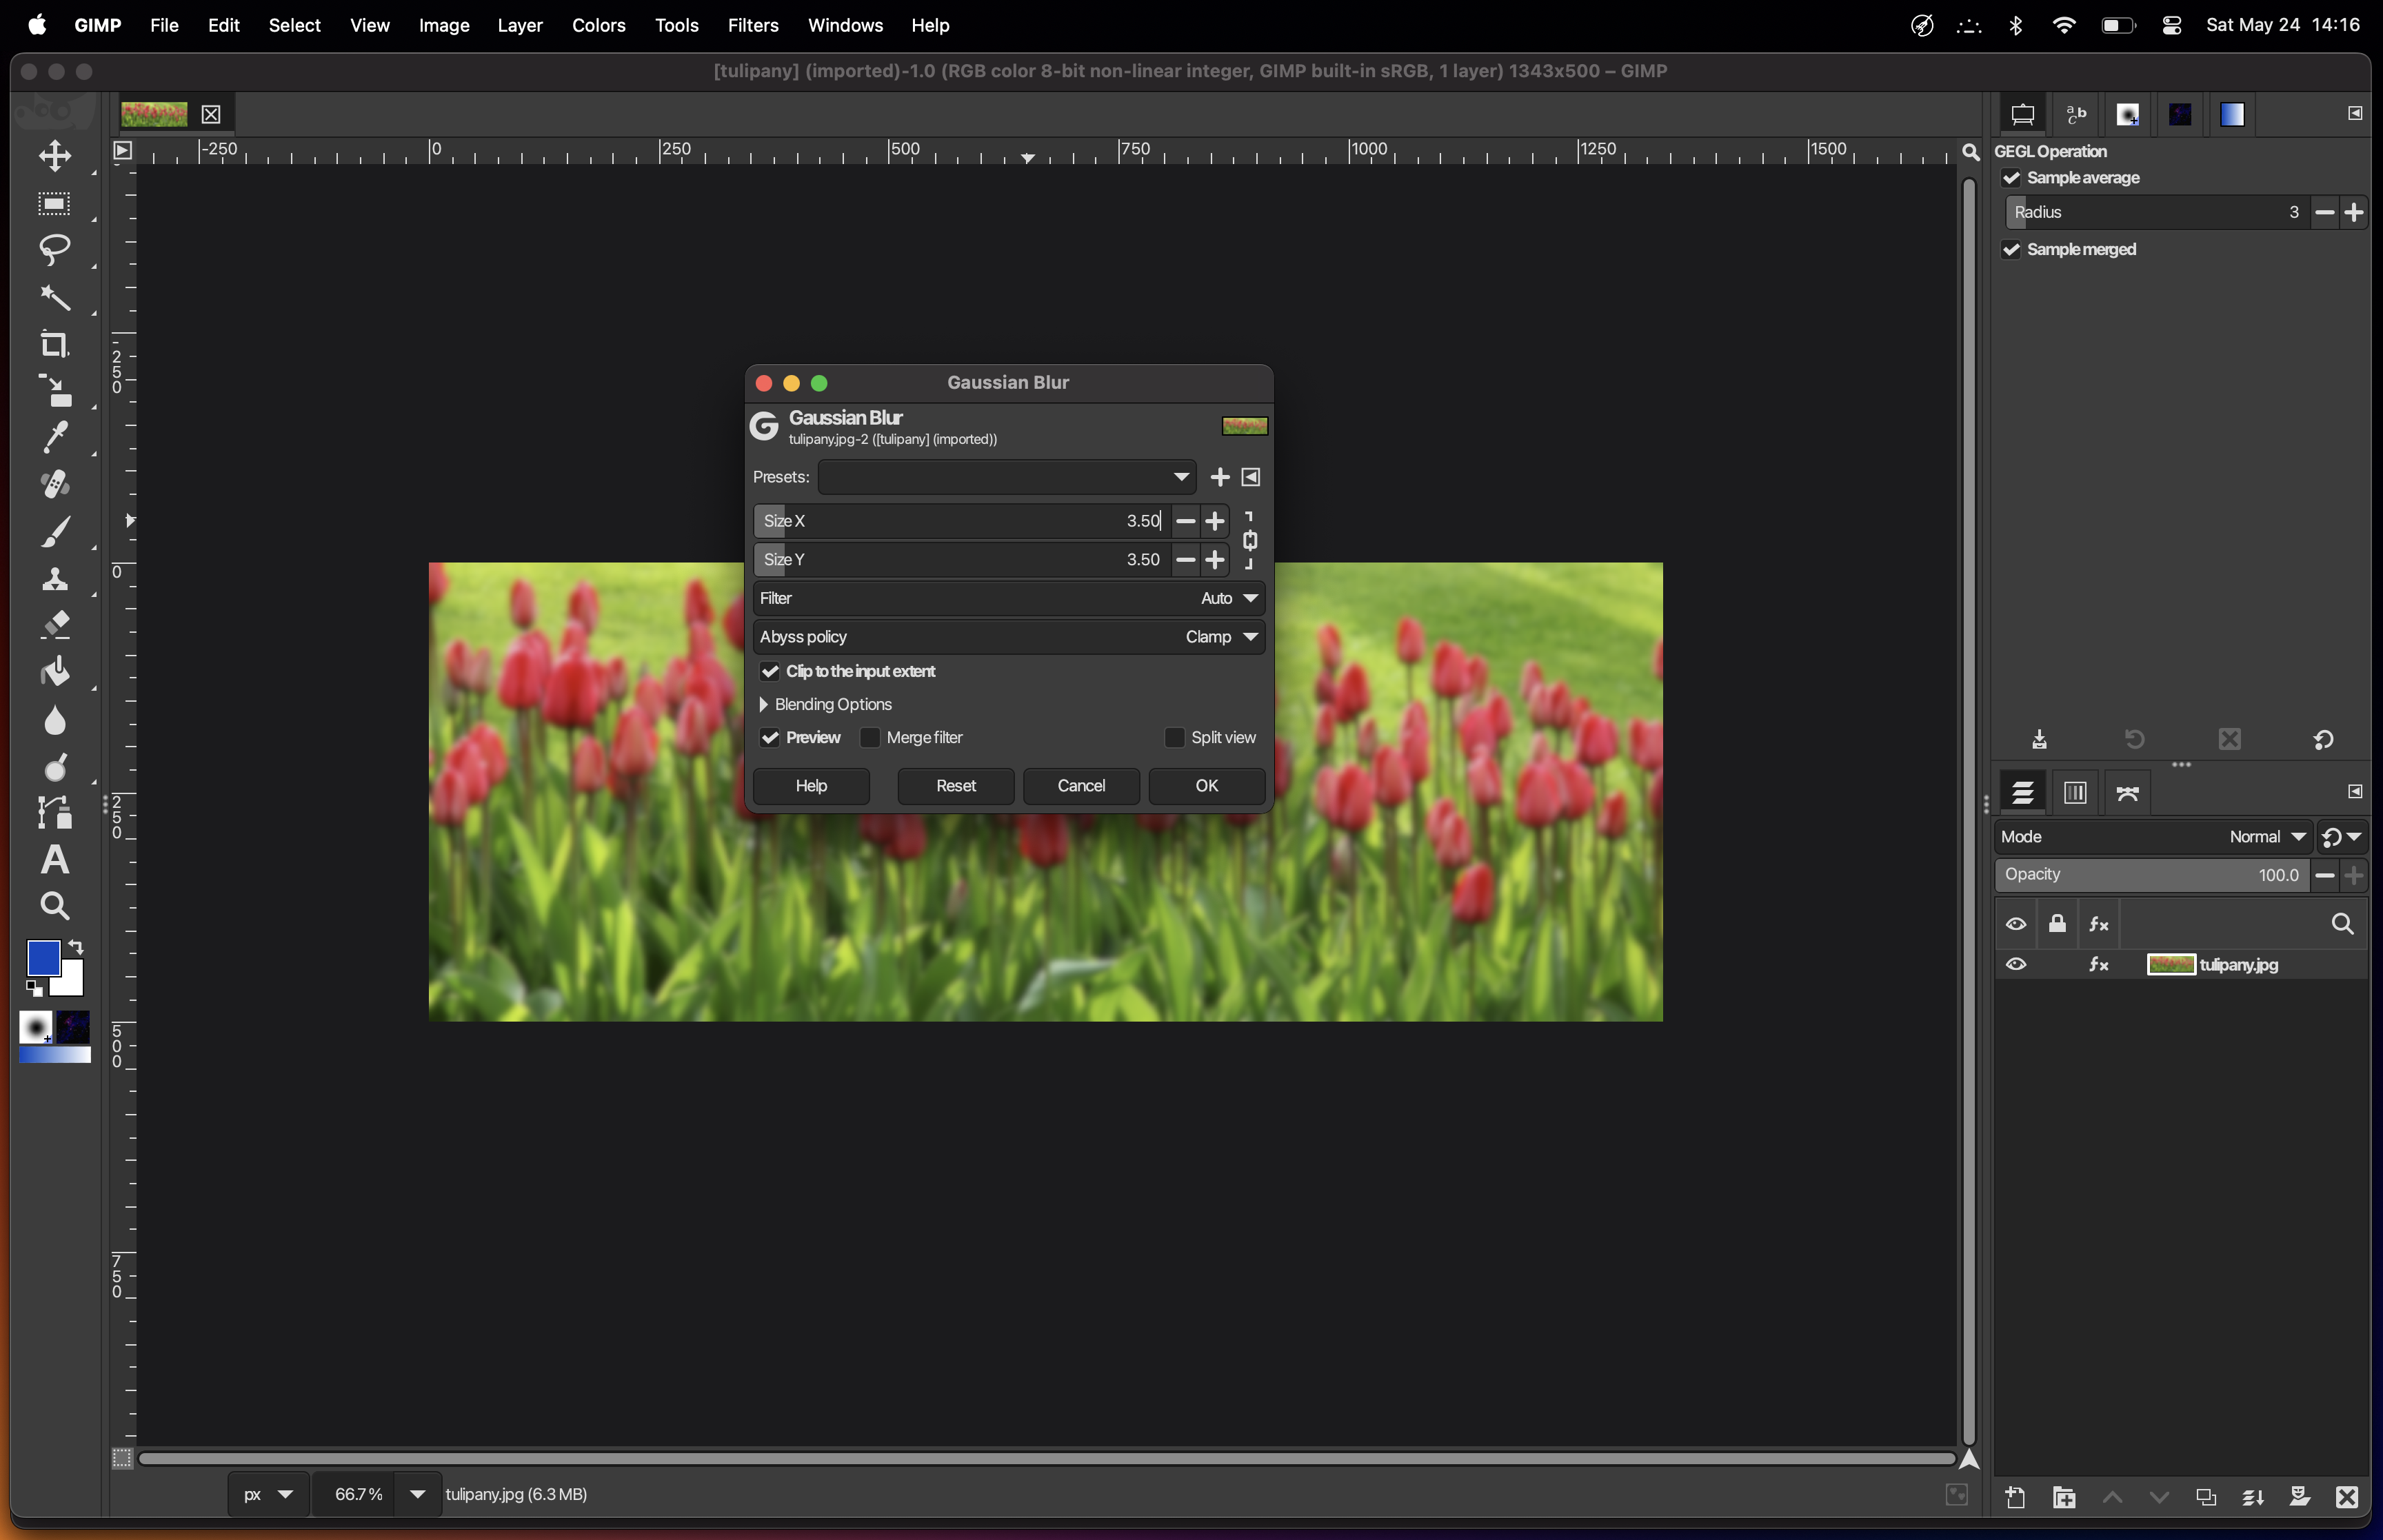 GIMP File Edit Select View Image Layer Colors Tools Filters Windows Help Sat May 24 14:16
[tulipany] (imported)-1.0 (RGB color 8-bit non-linear integer, GIMP built-in sRGB, 1 layer) 1343x500 – GIMP
-250 0 250 500 750 1000 1250 1500
-250
0
250
500
750
Gaussian Blur
Gaussian Blur
tulipany.jpg-2 ([tulipany] (imported))
Presets:
Size X 3.50
Size Y 3.50
Filter Auto
Abyss policy Clamp
Clip to the input extent
Blending Options
Preview Merge filter Split view
Help Reset Cancel OK
A
px 66.7 % tulipany.jpg (6.3 MB)
abc
GEGL Operation
Sample average
Radius 3
Sample merged
Mode Normal
Opacity 100.0
fx
fx tulipany.jpg